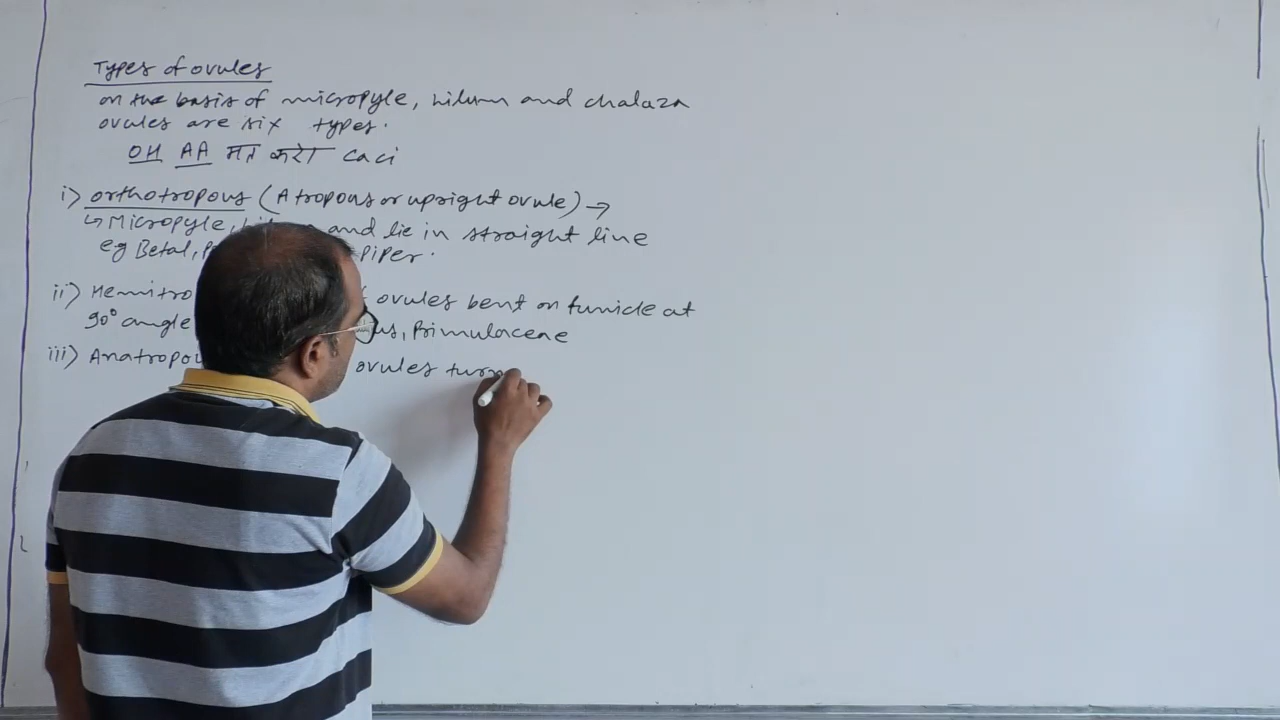 Types of ovules
on the basis of micropyle, hilum and chalaza
ovules are six types.
OH AA मत करो Caci
i) orthotropous (Atropous or upright ovule) →
↳ Micropyle, and lie in straight line
eg Betal, Piper.
ii) Hemitro ovules bent on funicle at
90° angle us, Primulaceae
iii) Anatropou ovules turn